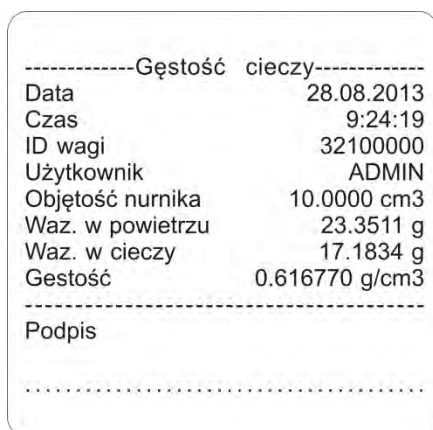 -------------Gęstość cieczy-------------
Data 28.08.2013
Czas 9:24:19
ID wagi 32100000
Użytkownik ADMIN
Objętość nurnika 10.0000 cm3
Waz. w powietrzu 23.3511 g
Waz. w cieczy 17.1834 g
Gestość 0.616770 g/cm3
--------------------------------------------
Podpis
........................................